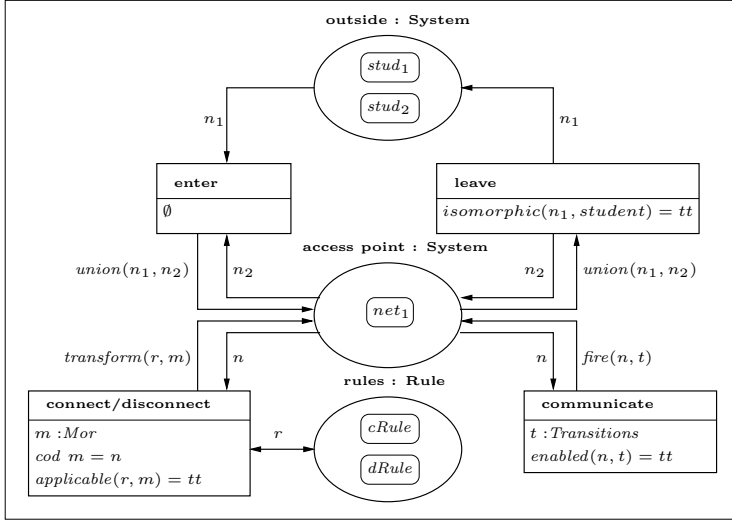 outside : System
stud₁
stud₂
n₁
n₁
enter
∅
leave
isomorphic(n₁, student) = tt
access point : System
union(n₁, n₂)
n₂
n₂
union(n₁, n₂)
net₁
transform(r, m)
n
n
fire(n, t)
rules : Rule
connect/disconnect
m :Mor
cod m = n
applicable(r, m) = tt
r
cRule
dRule
communicate
t :Transitions
enabled(n, t) = tt